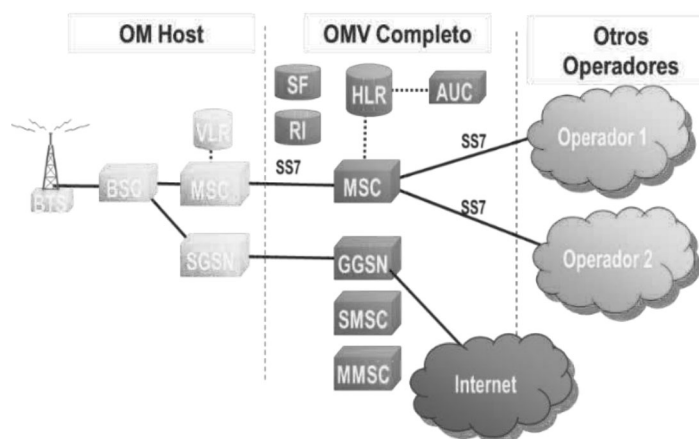 OM Host
OMV Completo
Otros
Operadores
SF
HLR
AUC
VLR
RI
SS7
Operador 1
BTS
BSC
MSC
SS7
MSC
SS7
SGSN
GGSN
Operador 2
SMSC
MMSC
Internet